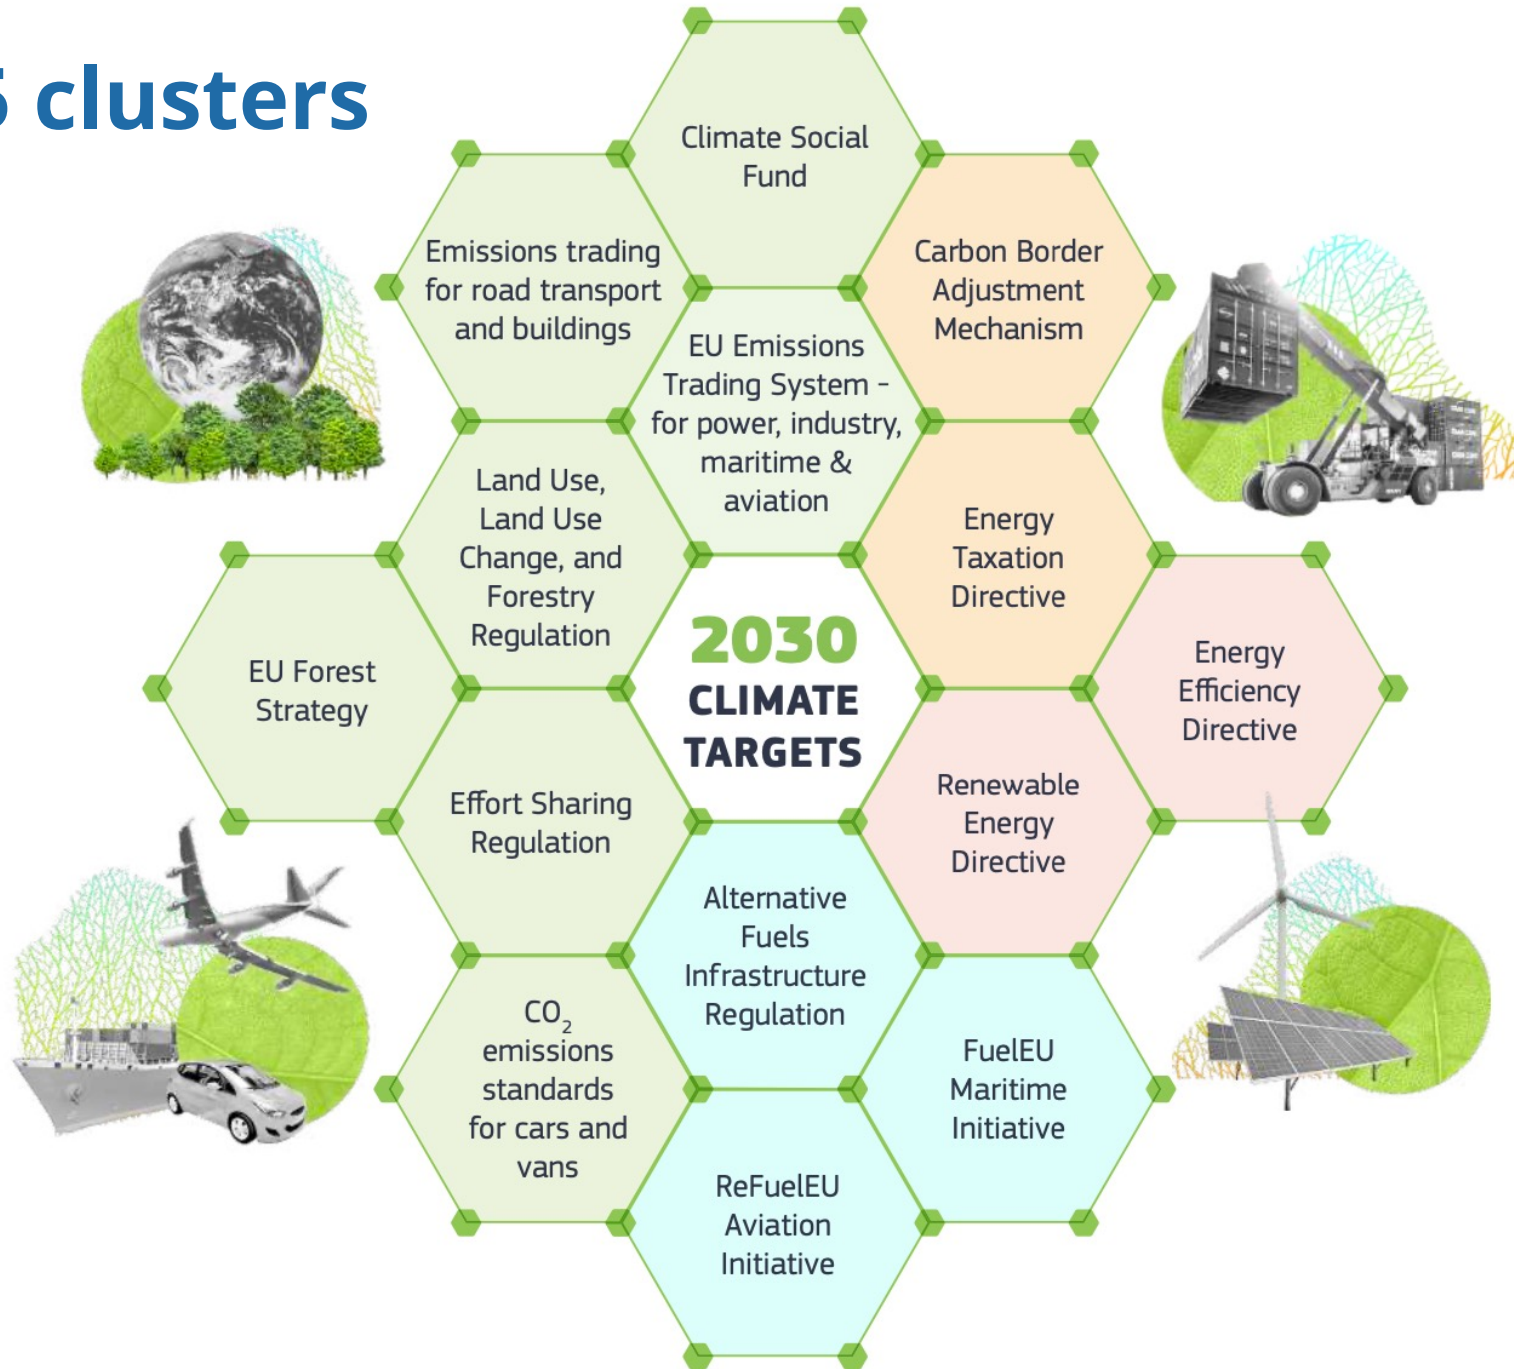 5 clusters
Climate Social
Fund
Emissions trading
for road transport
and buildings
Carbon Border
Adjustment
Mechanism
EU Emissions
Trading System -
for power, industry,
maritime &
aviation
Land Use,
Land Use
Change, and
Forestry
Regulation
Energy
Taxation
Directive
2030
CLIMATE
TARGETS
Energy
Efficiency
Directive
EU Forest
Strategy
Effort Sharing
Regulation
Renewable
Energy
Directive
Alternative
Fuels
Infrastructure
Regulation
CO₂
emissions
standards
for cars and
vans
FuelEU
Maritime
Initiative
ReFuelEU
Aviation
Initiative